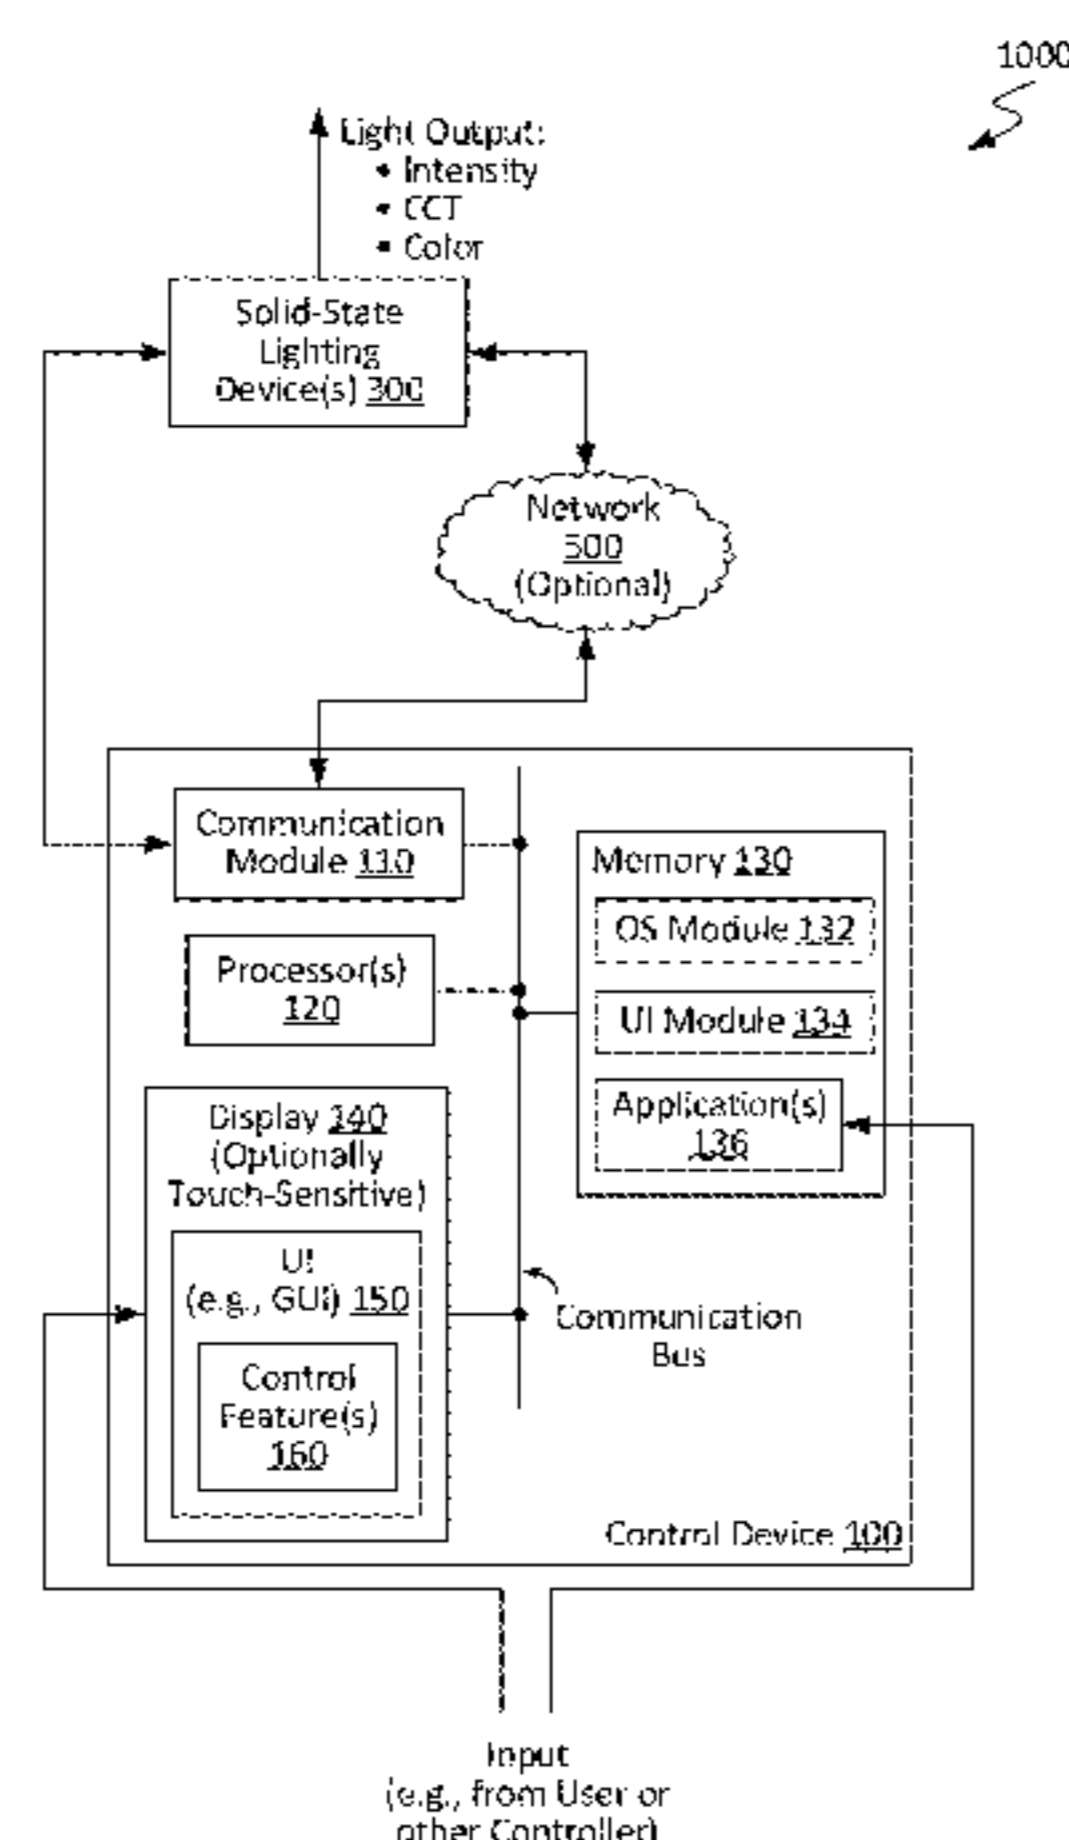 1000
Light Output:
• Intensity
• CCT
• Color
Solid-State
Lighting
Device(s) 300
Network
500
(Optional)
Communication
Module 110
Processor(s)
120
Memory 130
OS Module 132
UI Module 134
Application(s)
136
Display 140
(Optionally
Touch-Sensitive)
UI
(e.g., GUI) 150
Control
Feature(s)
160
Communication
Bus
Control Device 100
Input
(e.g., from User or
other Controller)